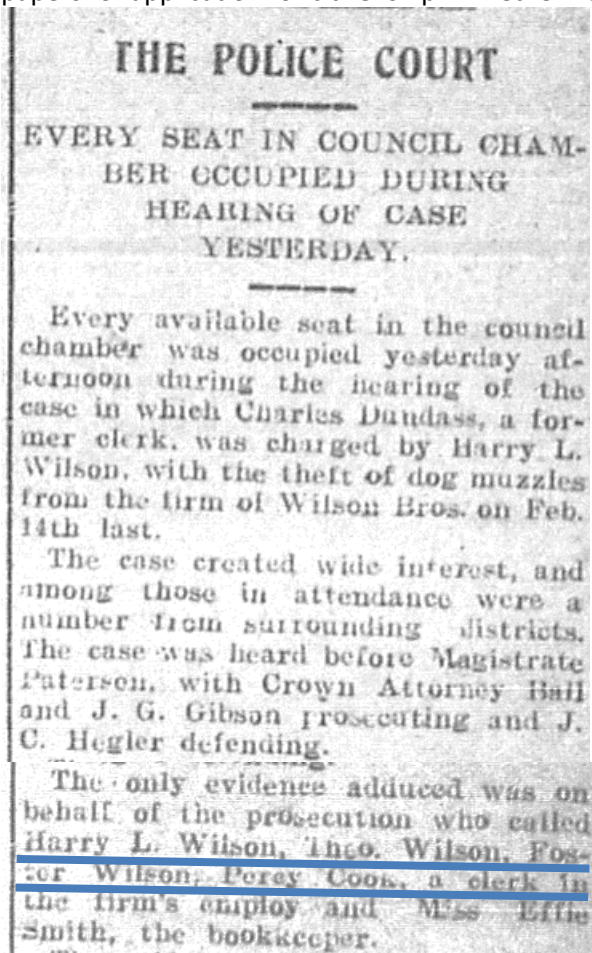 THE POLICE COURT
EVERY SEAT IN COUNCIL CHAM-
BER OCCUPIED DURING
HEARING OF CASE
YESTERDAY.
Every available seat in the council
chamber was occupied yesterday af-
ternoon during the hearing of the
case in which Charles Dundass, a for-
mer clerk, was charged by Harry L.
Wilson, with the theft of dog muzzles
from the firm of Wilson Bros. on Feb.
14th last.
The case created wide interest, and
among those in attendance were a
number from surrounding districts.
The case was heard before Magistrate
Paterson, with Crown Attorney Ball
and J. G. Gibson prosecuting and J.
C. Hegler defending.
The only evidence adduced was on
behalf of the prosecution who called
Harry L. Wilson, Theo. Wilson, Fos-
ter Wilson, Percy Cook, a clerk in
the firm's employ and Miss Effie
Smith, the bookkeeper.